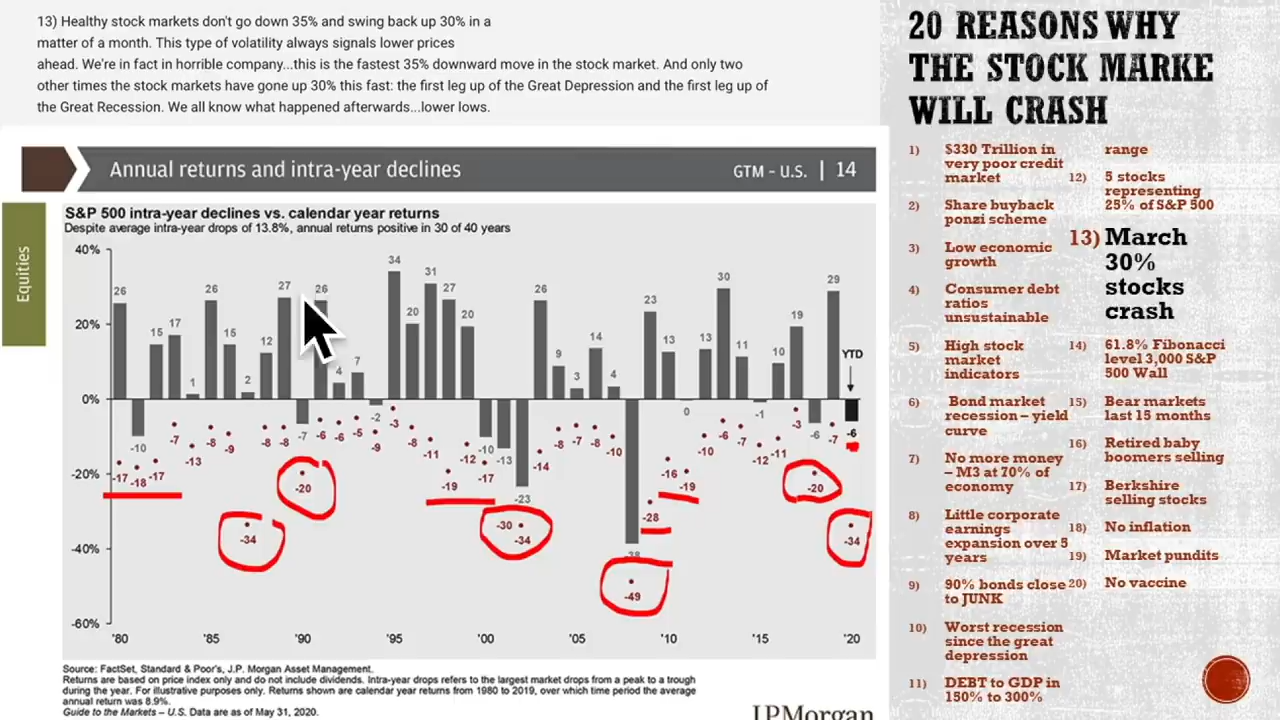 13) Healthy stock markets don't go down 35% and swing back up 30% in a
matter of a month. This type of volatility always signals lower prices
ahead. We're in fact in horrible company...this is the fastest 35% downward move in the stock market. And only two
other times the stock markets have gone up 30% this fast: the first leg up of the Great Depression and the first leg up of
the Great Recession. We all know what happened afterwards...lower lows.
Annual returns and intra-year declines
GTM – U.S. | 14
Equities
S&P 500 intra-year declines vs. calendar year returns
Despite average intra-year drops of 13.8%, annual returns positive in 30 of 40 years
40%
20%
0%
-20%
-40%
-60%
26 -10 15 17 1 26 15 2 12 27 -7 26 4 7 -2 34 20 31 27 20 -10 -13 -23 26 9 3 14 4 -38 23 13 0 13 30 11 -1 10 19 -6 29 -6
YTD
-17 -18 -17 -7 -13 -8 -9 -34 -8 -8 -20 -6 -6 -5 -9 -3 -8 -11 -19 -12 -17 -30 -34 -14 -8 -7 -8 -10 -49 -28 -16 -19 -10 -6 -7 -12 -11 -3 -20 -7 -34
'80 '85 '90 '95 '00 '05 '10 '15 '20
Source: FactSet, Standard & Poor's, J.P. Morgan Asset Management.
Returns are based on price index only and do not include dividends. Intra-year drops refers to the largest market drops from a peak to a trough
during the year. For illustrative purposes only. Returns shown are calendar year returns from 1980 to 2019, over which time period the average
annual return was 8.9%.
Guide to the Markets – U.S. Data are as of May 31, 2020.
J.P.Morgan
20 REASONS WHY
THE STOCK MARKE
WILL CRASH
1) $330 Trillion in
very poor credit
market
2) Share buyback
ponzi scheme
3) Low economic
growth
4) Consumer debt
ratios
unsustainable
5) High stock
market
indicators
6) Bond market
recession – yield
curve
7) No more money
– M3 at 70% of
economy
8) Little corporate
earnings
expansion over 5
years
9) 90% bonds close
to JUNK
10) Worst recession
since the great
depression
11) DEBT to GDP in
150% to 300%
range
12) 5 stocks
representing
25% of S&P 500
13) March
30%
stocks
crash
14) 61.8% Fibonacci
level 3,000 S&P
500 Wall
15) Bear markets
last 15 months
16) Retired baby
boomers selling
17) Berkshire
selling stocks
18) No inflation
19) Market pundits
20) No vaccine